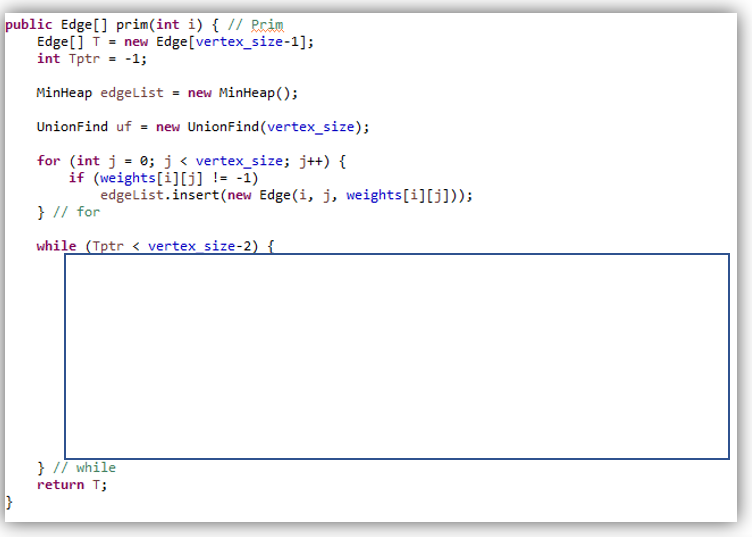 public Edge[] prim(int i) { // Prim
    Edge[] T = new Edge[vertex_size-1];
    int Tptr = -1;
    MinHeap edgeList = new MinHeap();
    UnionFind uf = new UnionFind(vertex_size);
    for (int j = 0; j < vertex_size; j++) {
        if (weights[i][j] != -1)
            edgeList.insert(new Edge(i, j, weights[i][j]));
    } // for
    while (Tptr < vertex_size-2) {
    } // while
    return T;
}